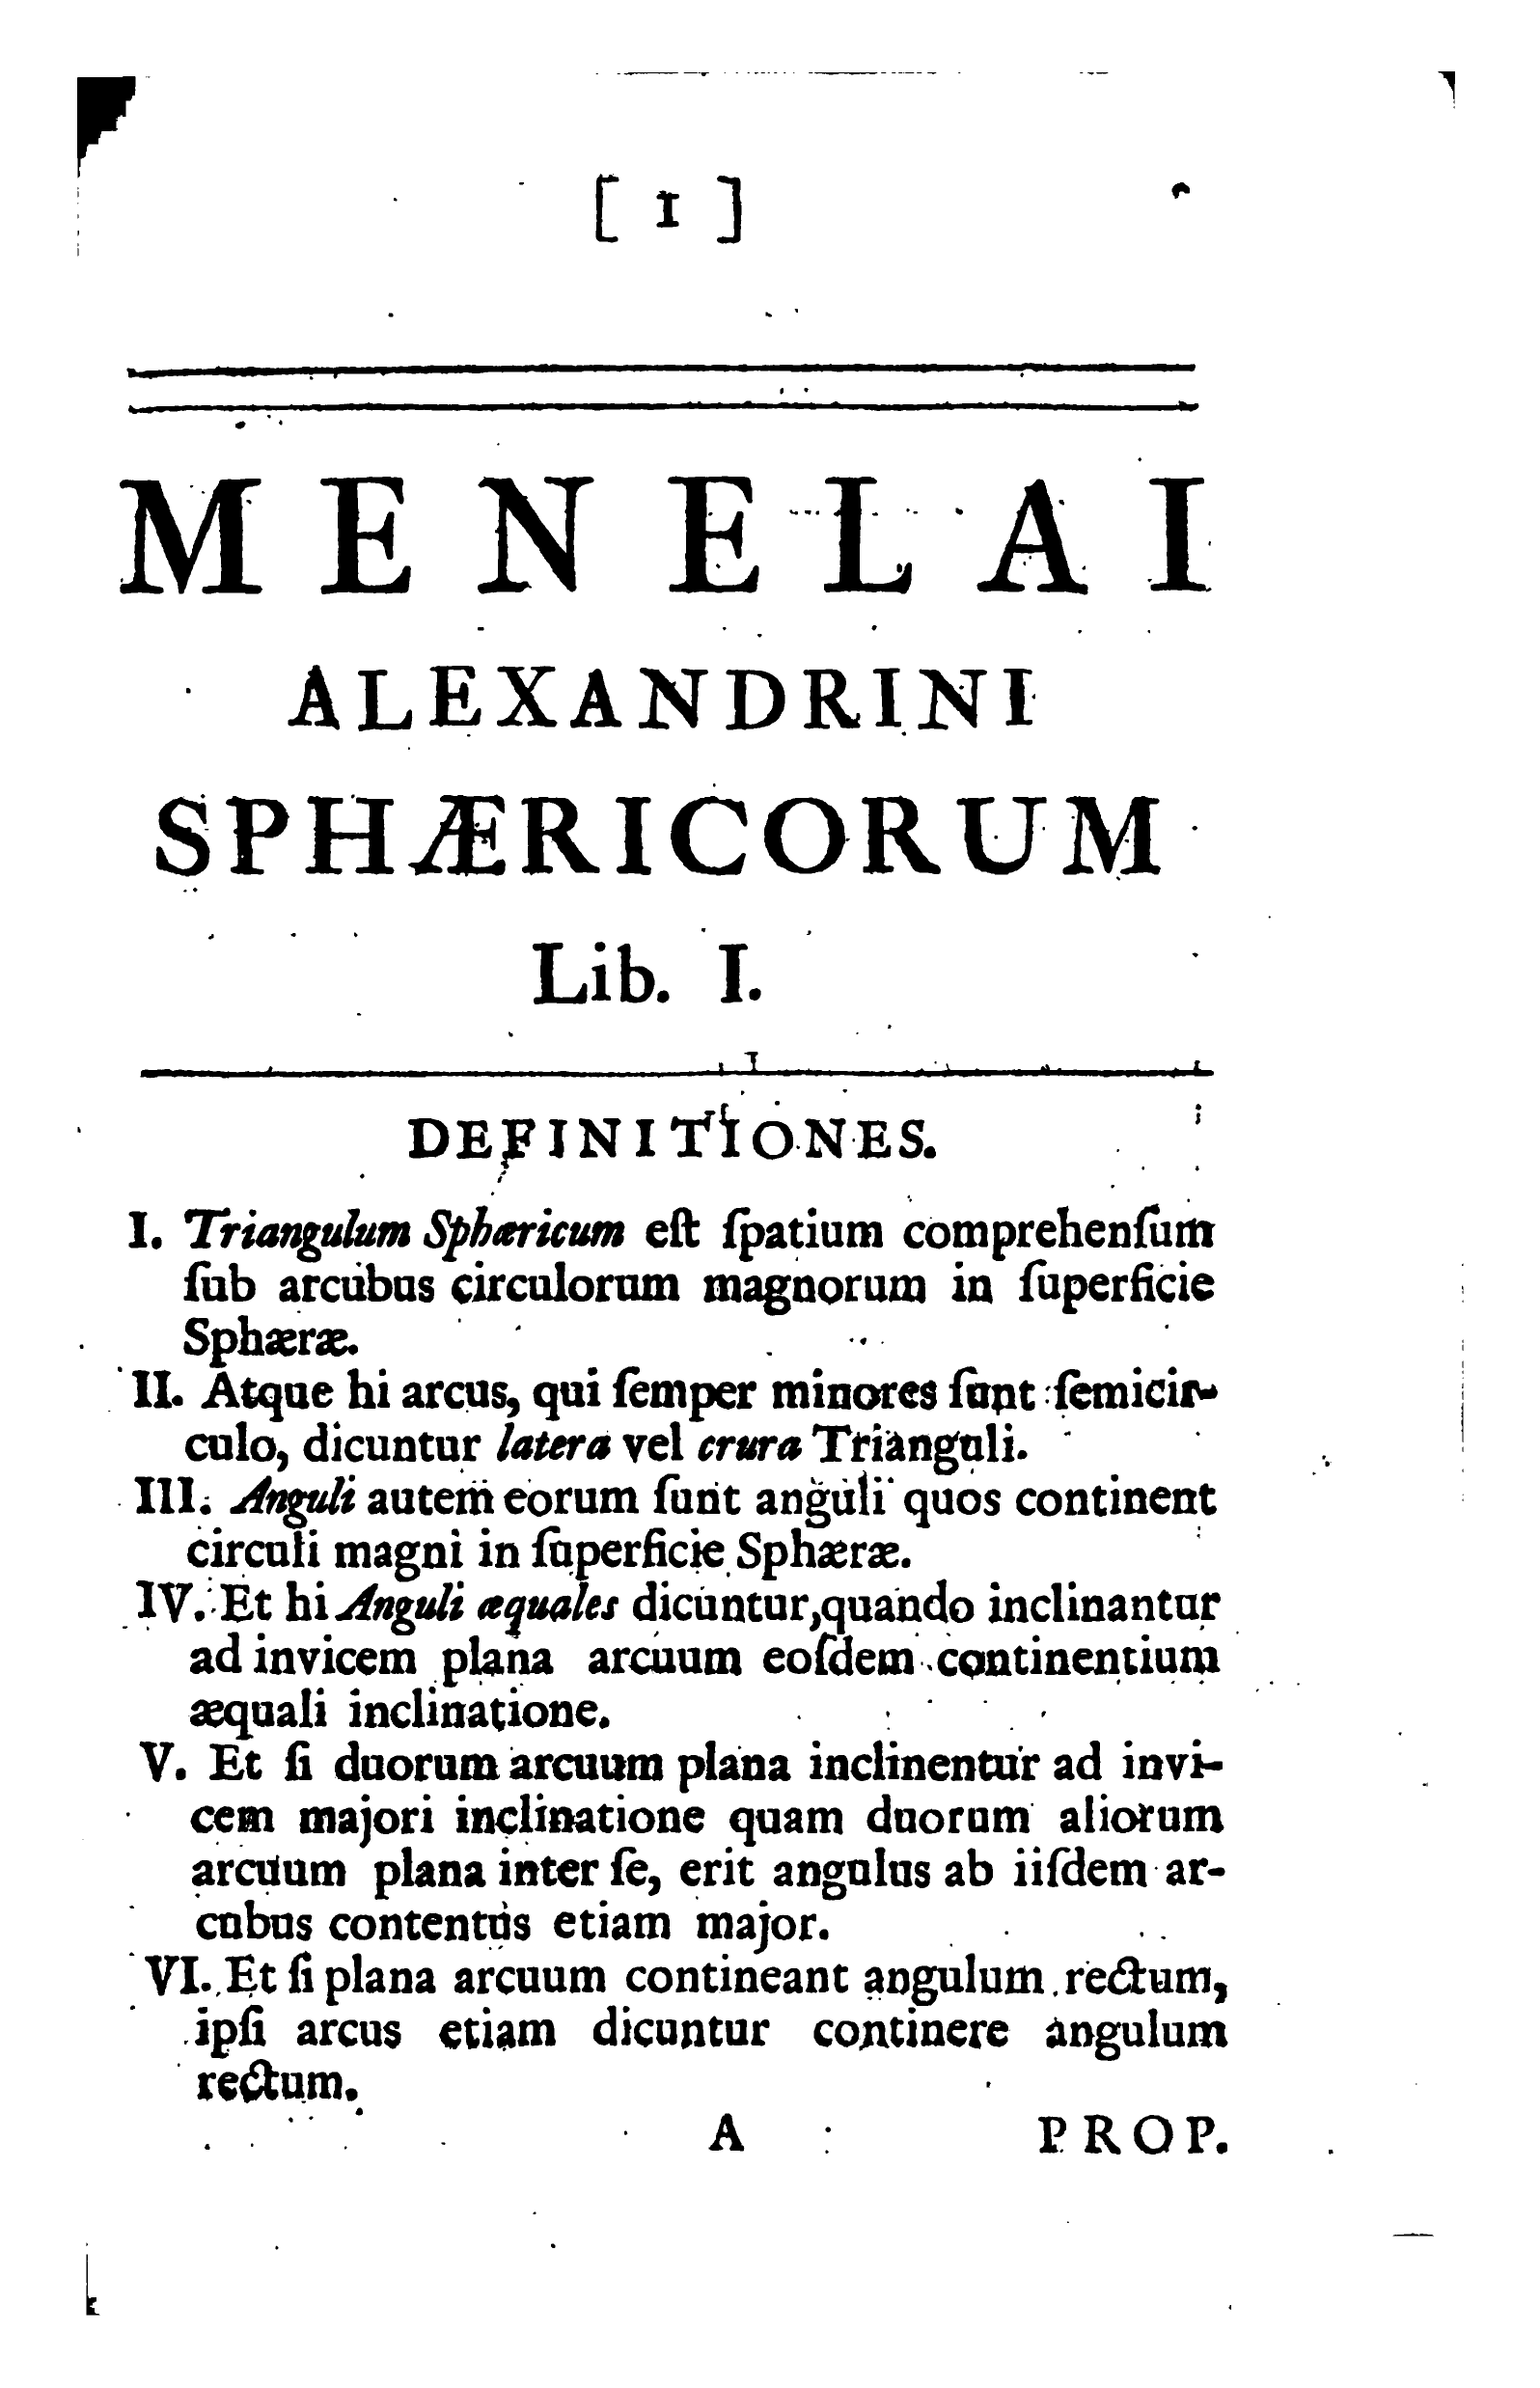 [ 1 ]
MENELAI
ALEXANDRINI
SPHÆRICORUM
Lib. I.
DEFINITIONES.
I. Triangulum Sphæricum eſt ſpatium comprehenſum
ſub arcubus circulorum magnorum in ſuperficie
Sphæræ.
II. Atque hi arcus, qui ſemper minores ſunt ſemicir-
culo, dicuntur latera vel crura Trianguli.
III. Anguli autem eorum ſunt anguli quos continent
circuli magni in ſuperficie Sphæræ.
IV. Et hi Anguli æquales dicuntur, quando inclinantur
ad invicem plana arcuum eoſdem continentium
æquali inclinatione.
V. Et ſi duorum arcuum plana inclinentur ad invi-
cem majori inclinatione quam duorum aliorum
arcuum plana inter ſe, erit angulus ab iiſdem ar-
cubus contentus etiam major.
VI. Et ſi plana arcuum contineant angulum rectum,
ipſi arcus etiam dicuntur continere angulum
rectum.
A PROP.